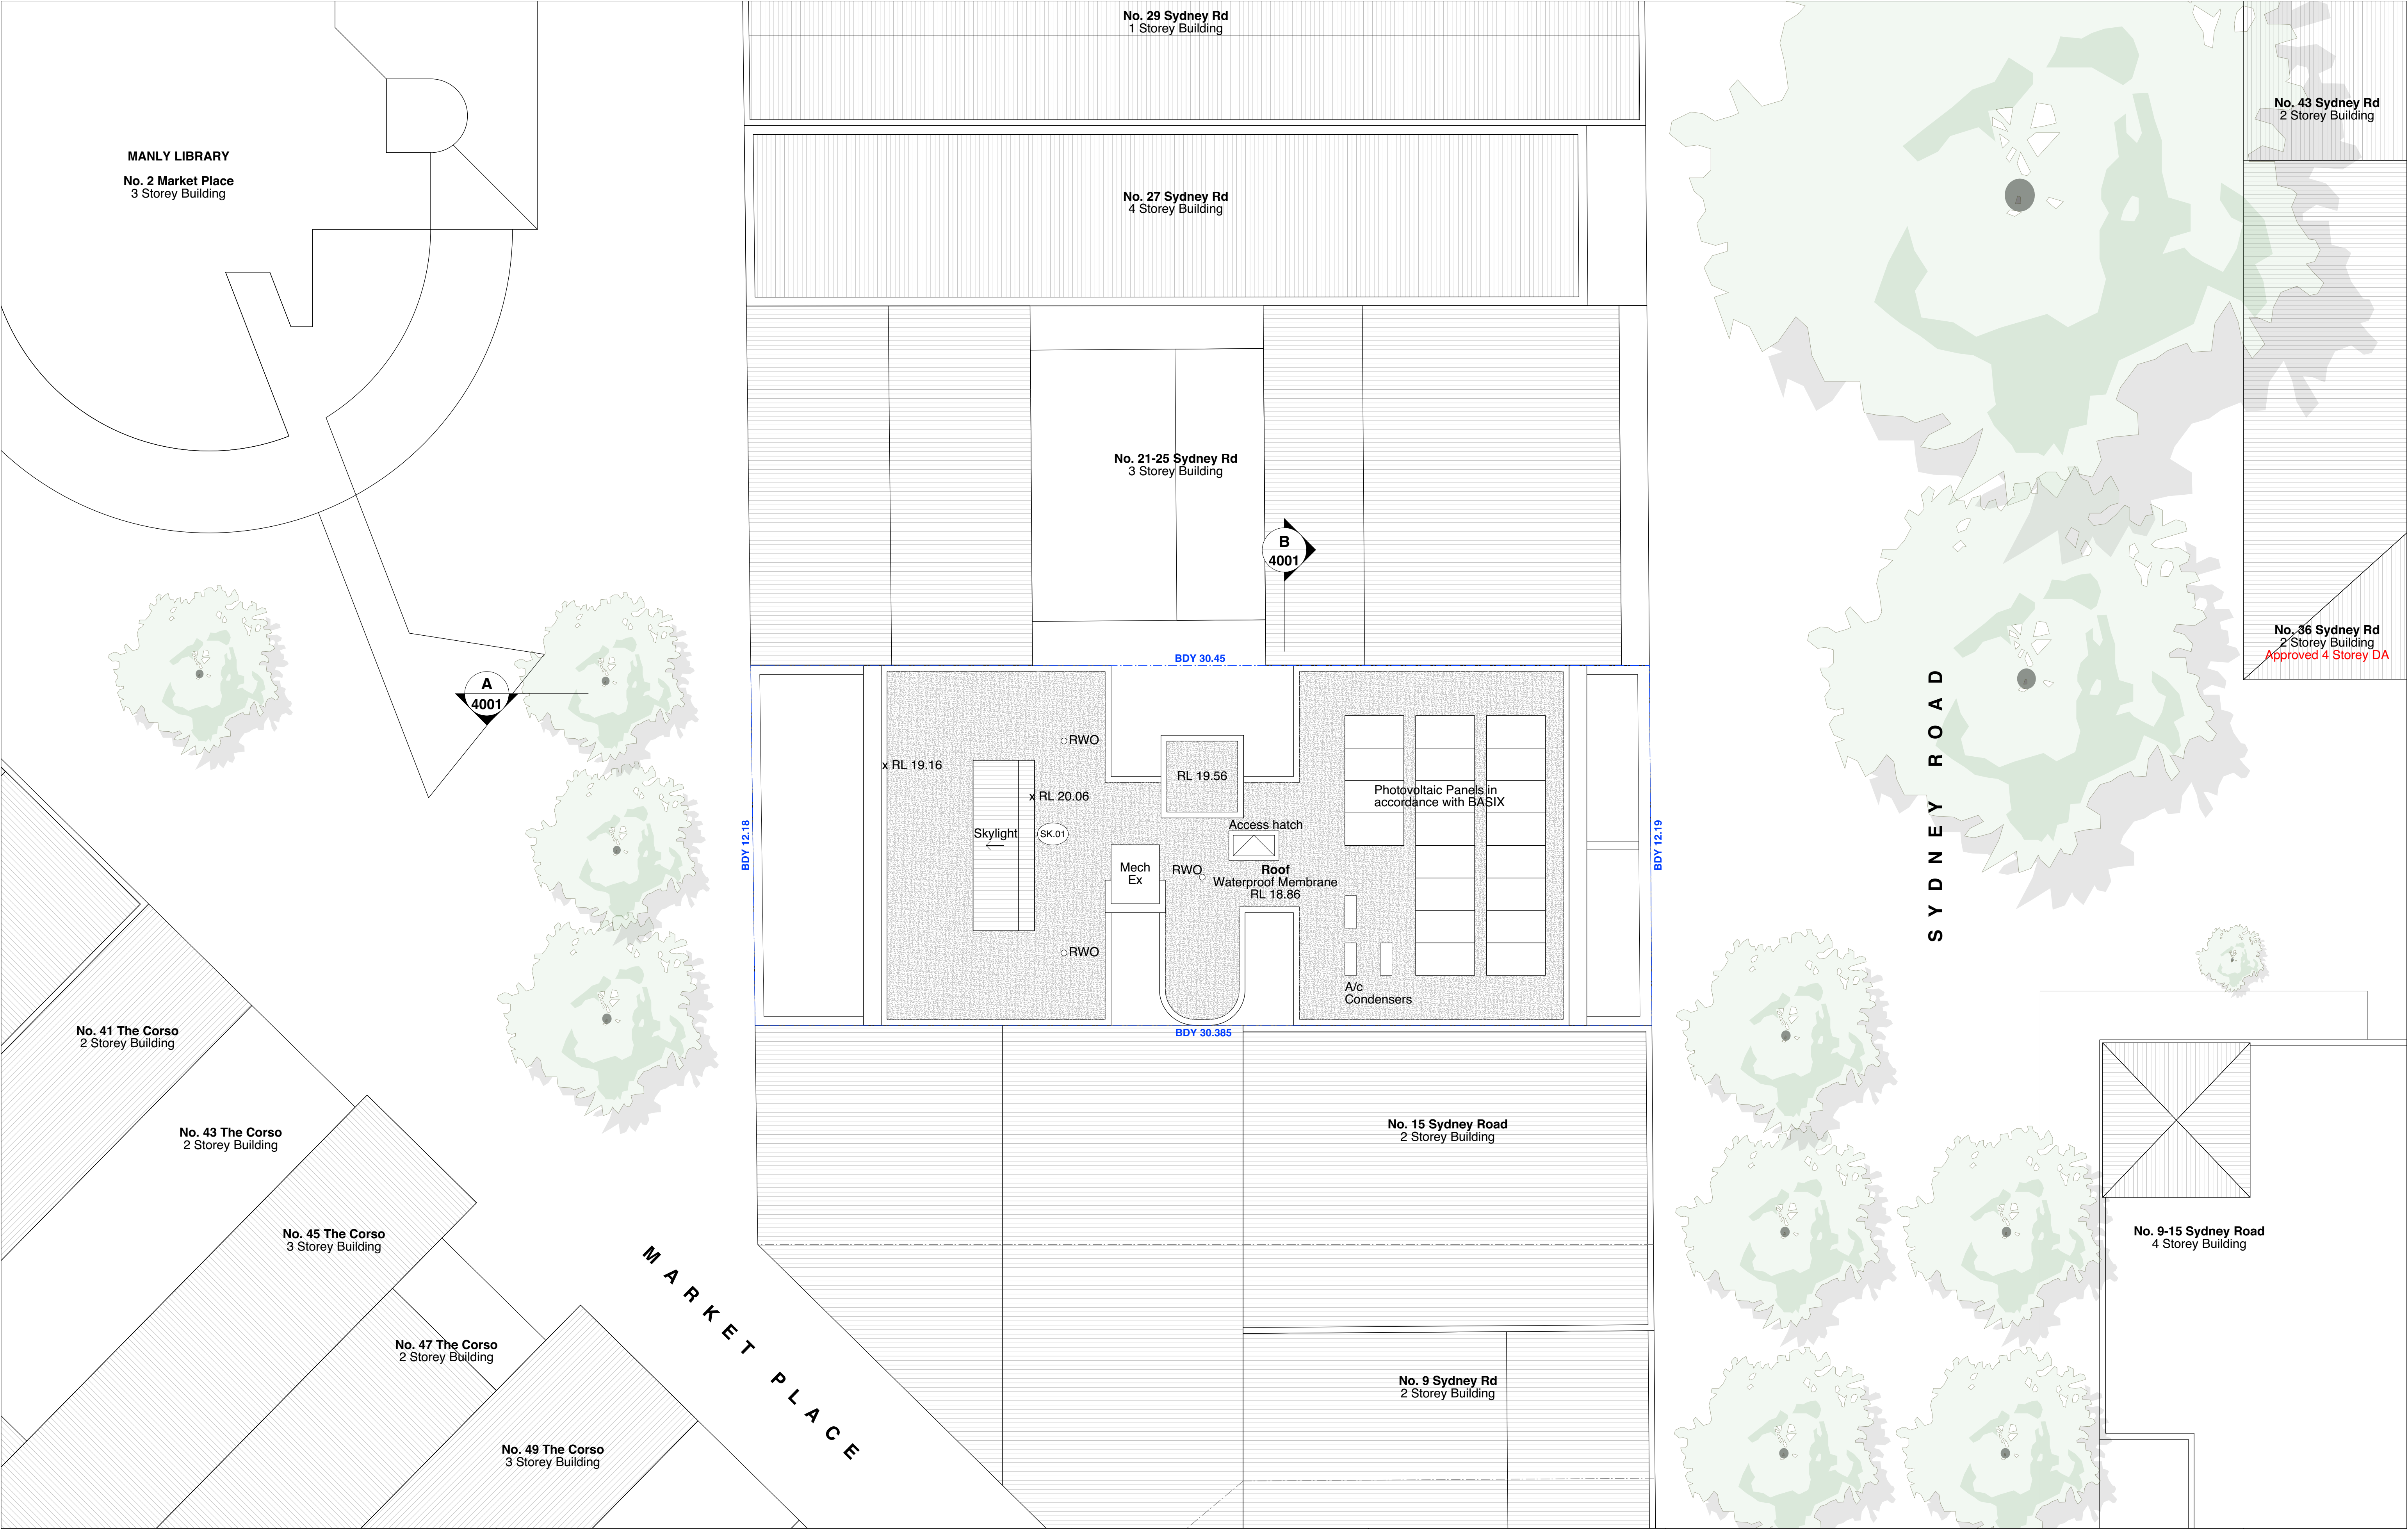 No. 29 Sydney Rd
1 Storey Building
No. 43 Sydney Rd
2 Storey Building
MANLY LIBRARY
No. 2 Market Place
3 Storey Building
No. 27 Sydney Rd
4 Storey Building
No. 21-25 Sydney Rd
3 Storey Building
B
4001
No. 36 Sydney Rd
2 Storey Building
Approved 4 Storey DA
BDY 30.45
A
4001
RWO
x RL 19.16
RL 19.56
x RL 20.06
Photovoltaic Panels in
accordance with BASIX
BDY 12.18
Skylight
SK.01
Access hatch
BDY 12.19
SYDNEY ROAD
Mech
Ex
RWO
Roof
Waterproof Membrane
RL 18.86
RWO
A/c
Condensers
BDY 30.385
No. 41 The Corso
2 Storey Building
No. 43 The Corso
2 Storey Building
No. 15 Sydney Road
2 Storey Building
No. 45 The Corso
3 Storey Building
No. 9-15 Sydney Road
4 Storey Building
MARKET PLACE
No. 47 The Corso
2 Storey Building
No. 9 Sydney Rd
2 Storey Building
No. 49 The Corso
3 Storey Building